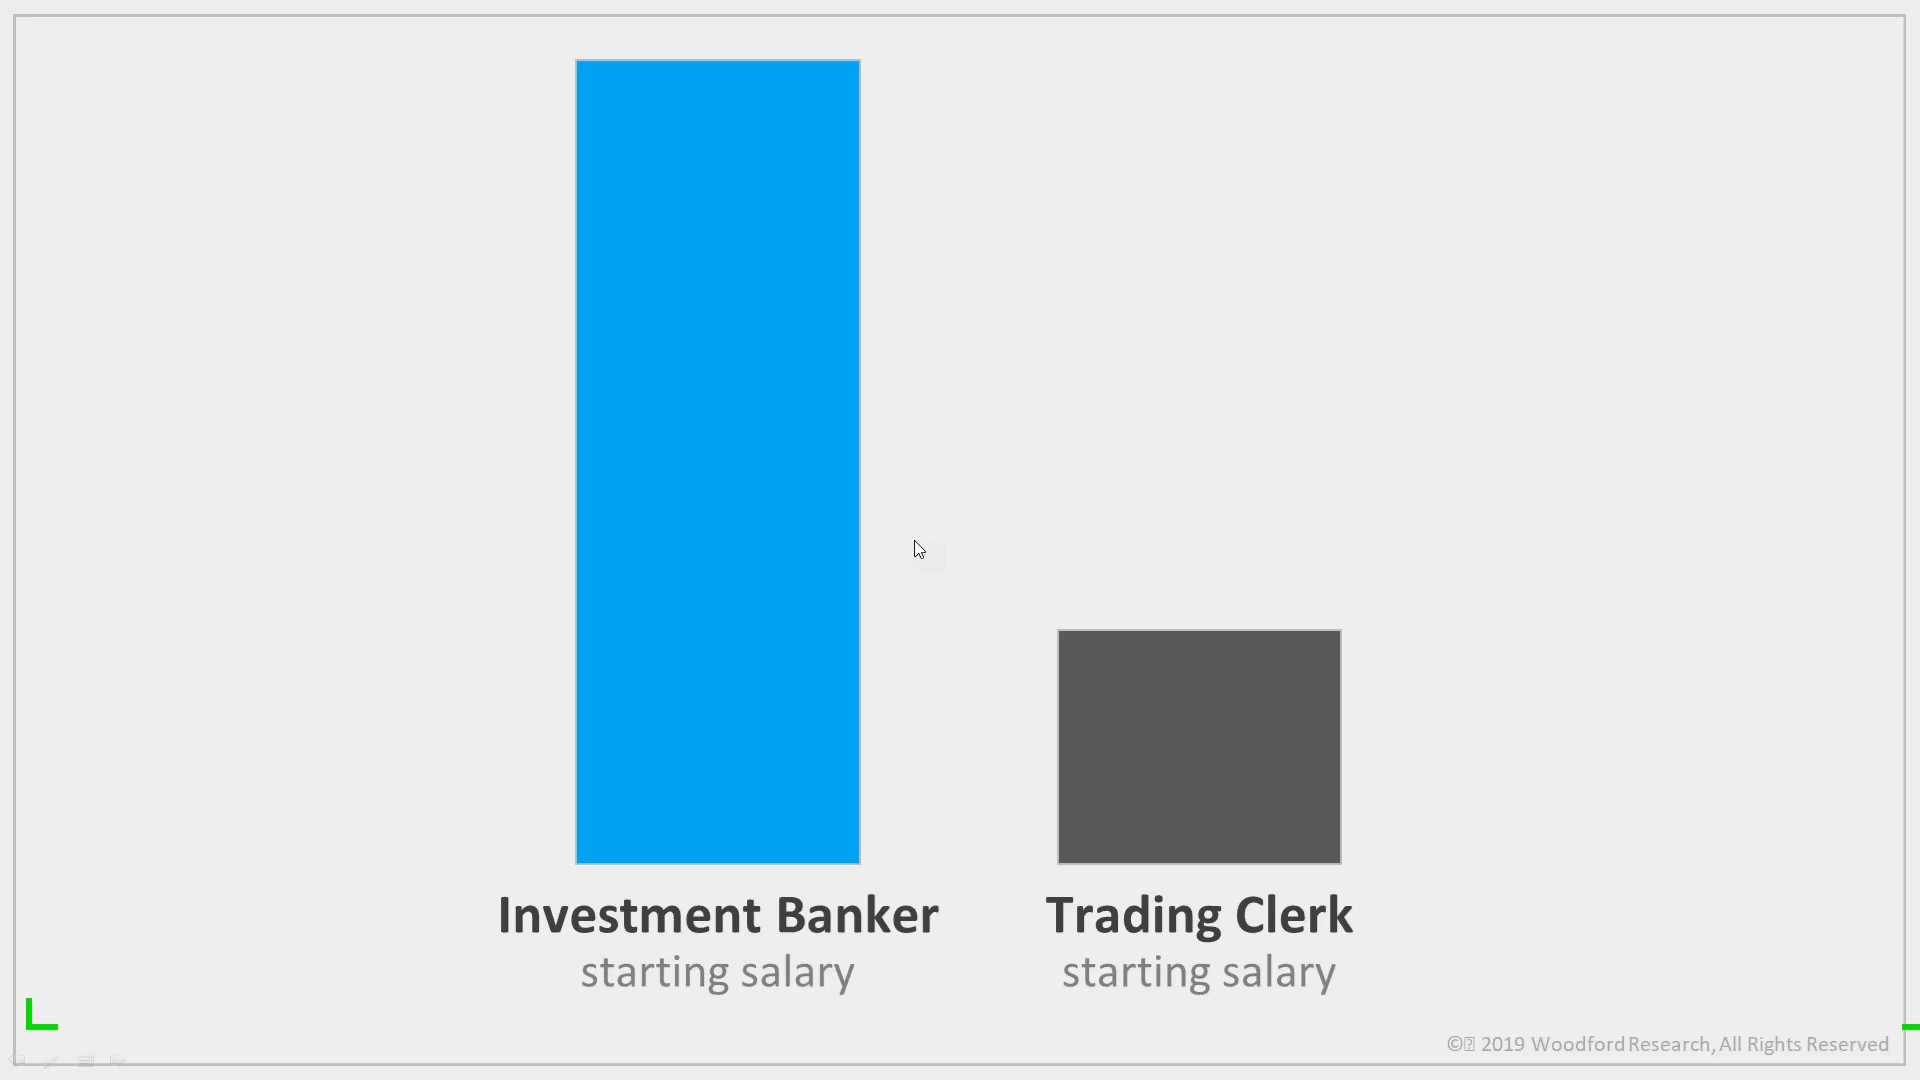 Investment Banker
starting salary
Trading Clerk
starting salary
© 2019 Woodford Research, All Rights Reserved